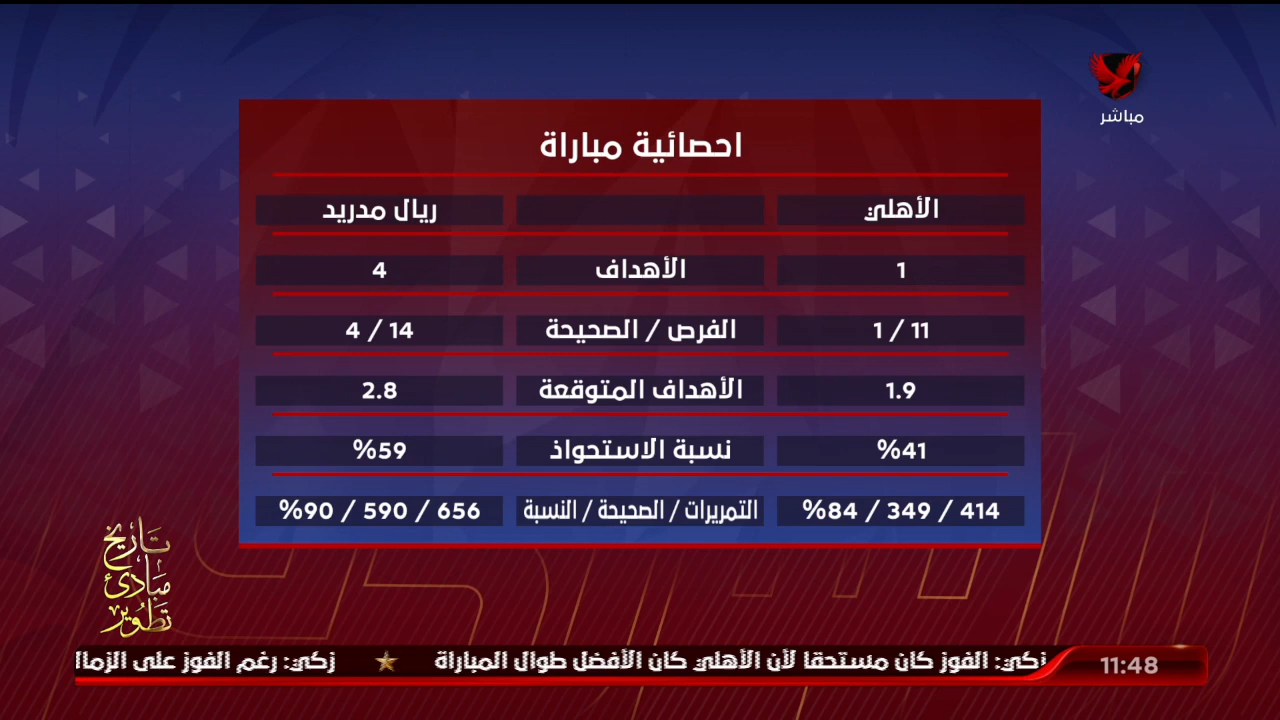 مباشر
احصائية مباراة
الأهلي ريال مدريد
1 الأهداف 4
11 / 1 الفرص / الصحيحة 14 / 4
1.9 الأهداف المتوقعة 2.8
%41 نسبة الاستحواذ %59
414 / 349 / %84 التمريرات / الصحيحة / النسبة 656 / 590 / %90
تاريخ
مبادئ
تطوير
11:48 زكي: الفوز كان مستحقا لأن الأهلي كان الأفضل طوال المباراة زكي: رغم الفوز على